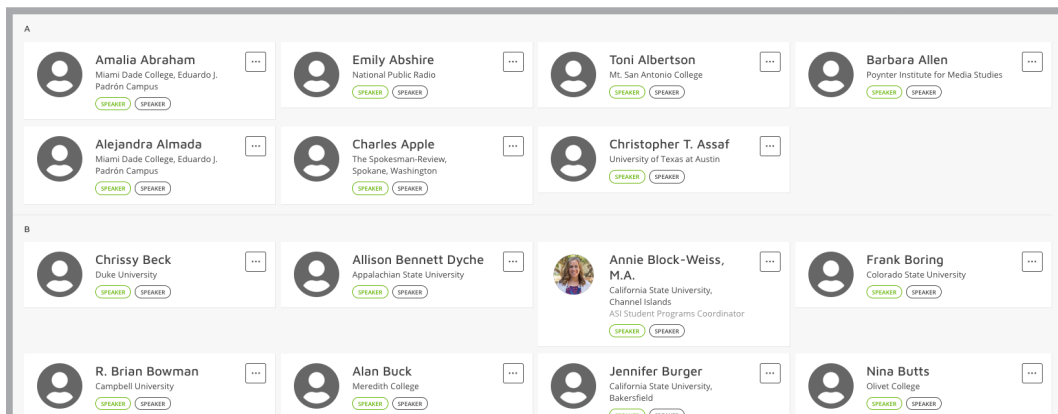 A
Amalia Abraham
Miami Dade College, Eduardo J.
Padrón Campus
SPEAKER SPEAKER
Emily Abshire
National Public Radio
SPEAKER SPEAKER
Toni Albertson
Mt. San Antonio College
SPEAKER SPEAKER
Barbara Allen
Poynter Institute for Media Studies
SPEAKER SPEAKER
Alejandra Almada
Miami Dade College, Eduardo J.
Padrón Campus
SPEAKER SPEAKER
Charles Apple
The Spokesman-Review,
Spokane, Washington
SPEAKER SPEAKER
Christopher T. Assaf
University of Texas at Austin
SPEAKER SPEAKER
B
Chrissy Beck
Duke University
SPEAKER SPEAKER
Allison Bennett Dyche
Appalachian State University
SPEAKER SPEAKER
Annie Block-Weiss,
M.A.
California State University,
Channel Islands
ASI Student Programs Coordinator
SPEAKER SPEAKER
Frank Boring
Colorado State University
SPEAKER SPEAKER
R. Brian Bowman
Campbell University
SPEAKER SPEAKER
Alan Buck
Meredith College
SPEAKER SPEAKER
Jennifer Burger
California State University,
Bakersfield
Nina Butts
Olivet College
SPEAKER SPEAKER